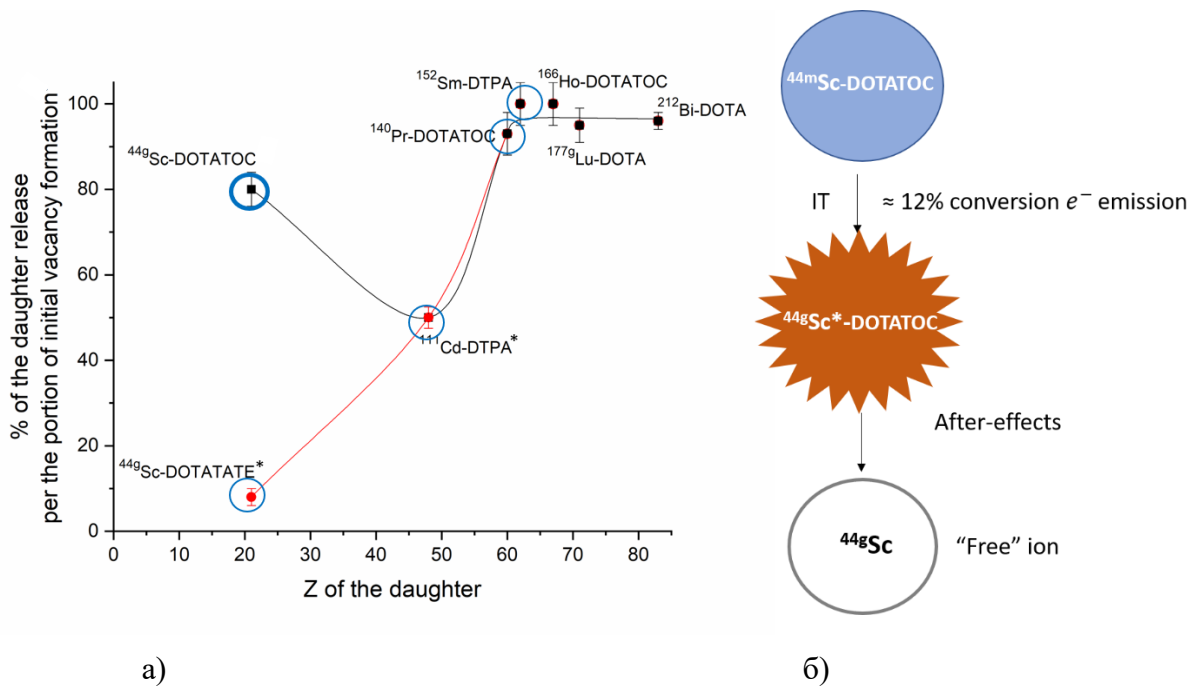 % of the daughter release
per the portion of initial vacancy formation
100
80
60
40
20
0
0
10
20
30
40
50
60
70
80
Z of the daughter
¹⁵²Sm-DTPA
¹⁶⁶Ho-DOTATOC
²¹²Bi-DOTA
¹⁴⁰Pr-DOTATOC
¹⁷⁷ᵍLu-DOTA
⁴⁴ᵍSc-DOTATOC
¹¹¹Cd-DTPA*
⁴⁴ᵍSc-DOTATATE*
а)
⁴⁴ᵐSc-DOTATOC
IT
≈ 12% conversion e⁻ emission
⁴⁴ᵍSc*-DOTATOC
After-effects
⁴⁴ᵍSc
“Free” ion
б)